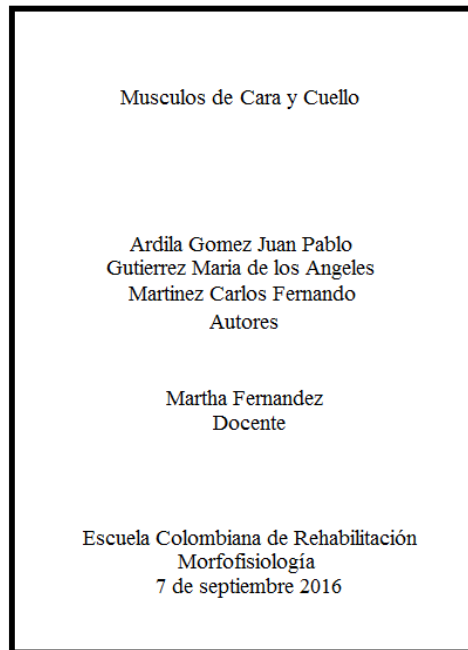 Musculos de Cara y Cuello
Ardila Gomez Juan Pablo
Gutierrez Maria de los Angeles
Martinez Carlos Fernando
Autores
Martha Fernandez
Docente
Escuela Colombiana de Rehabilitación
Morfofisiología
7 de septiembre 2016